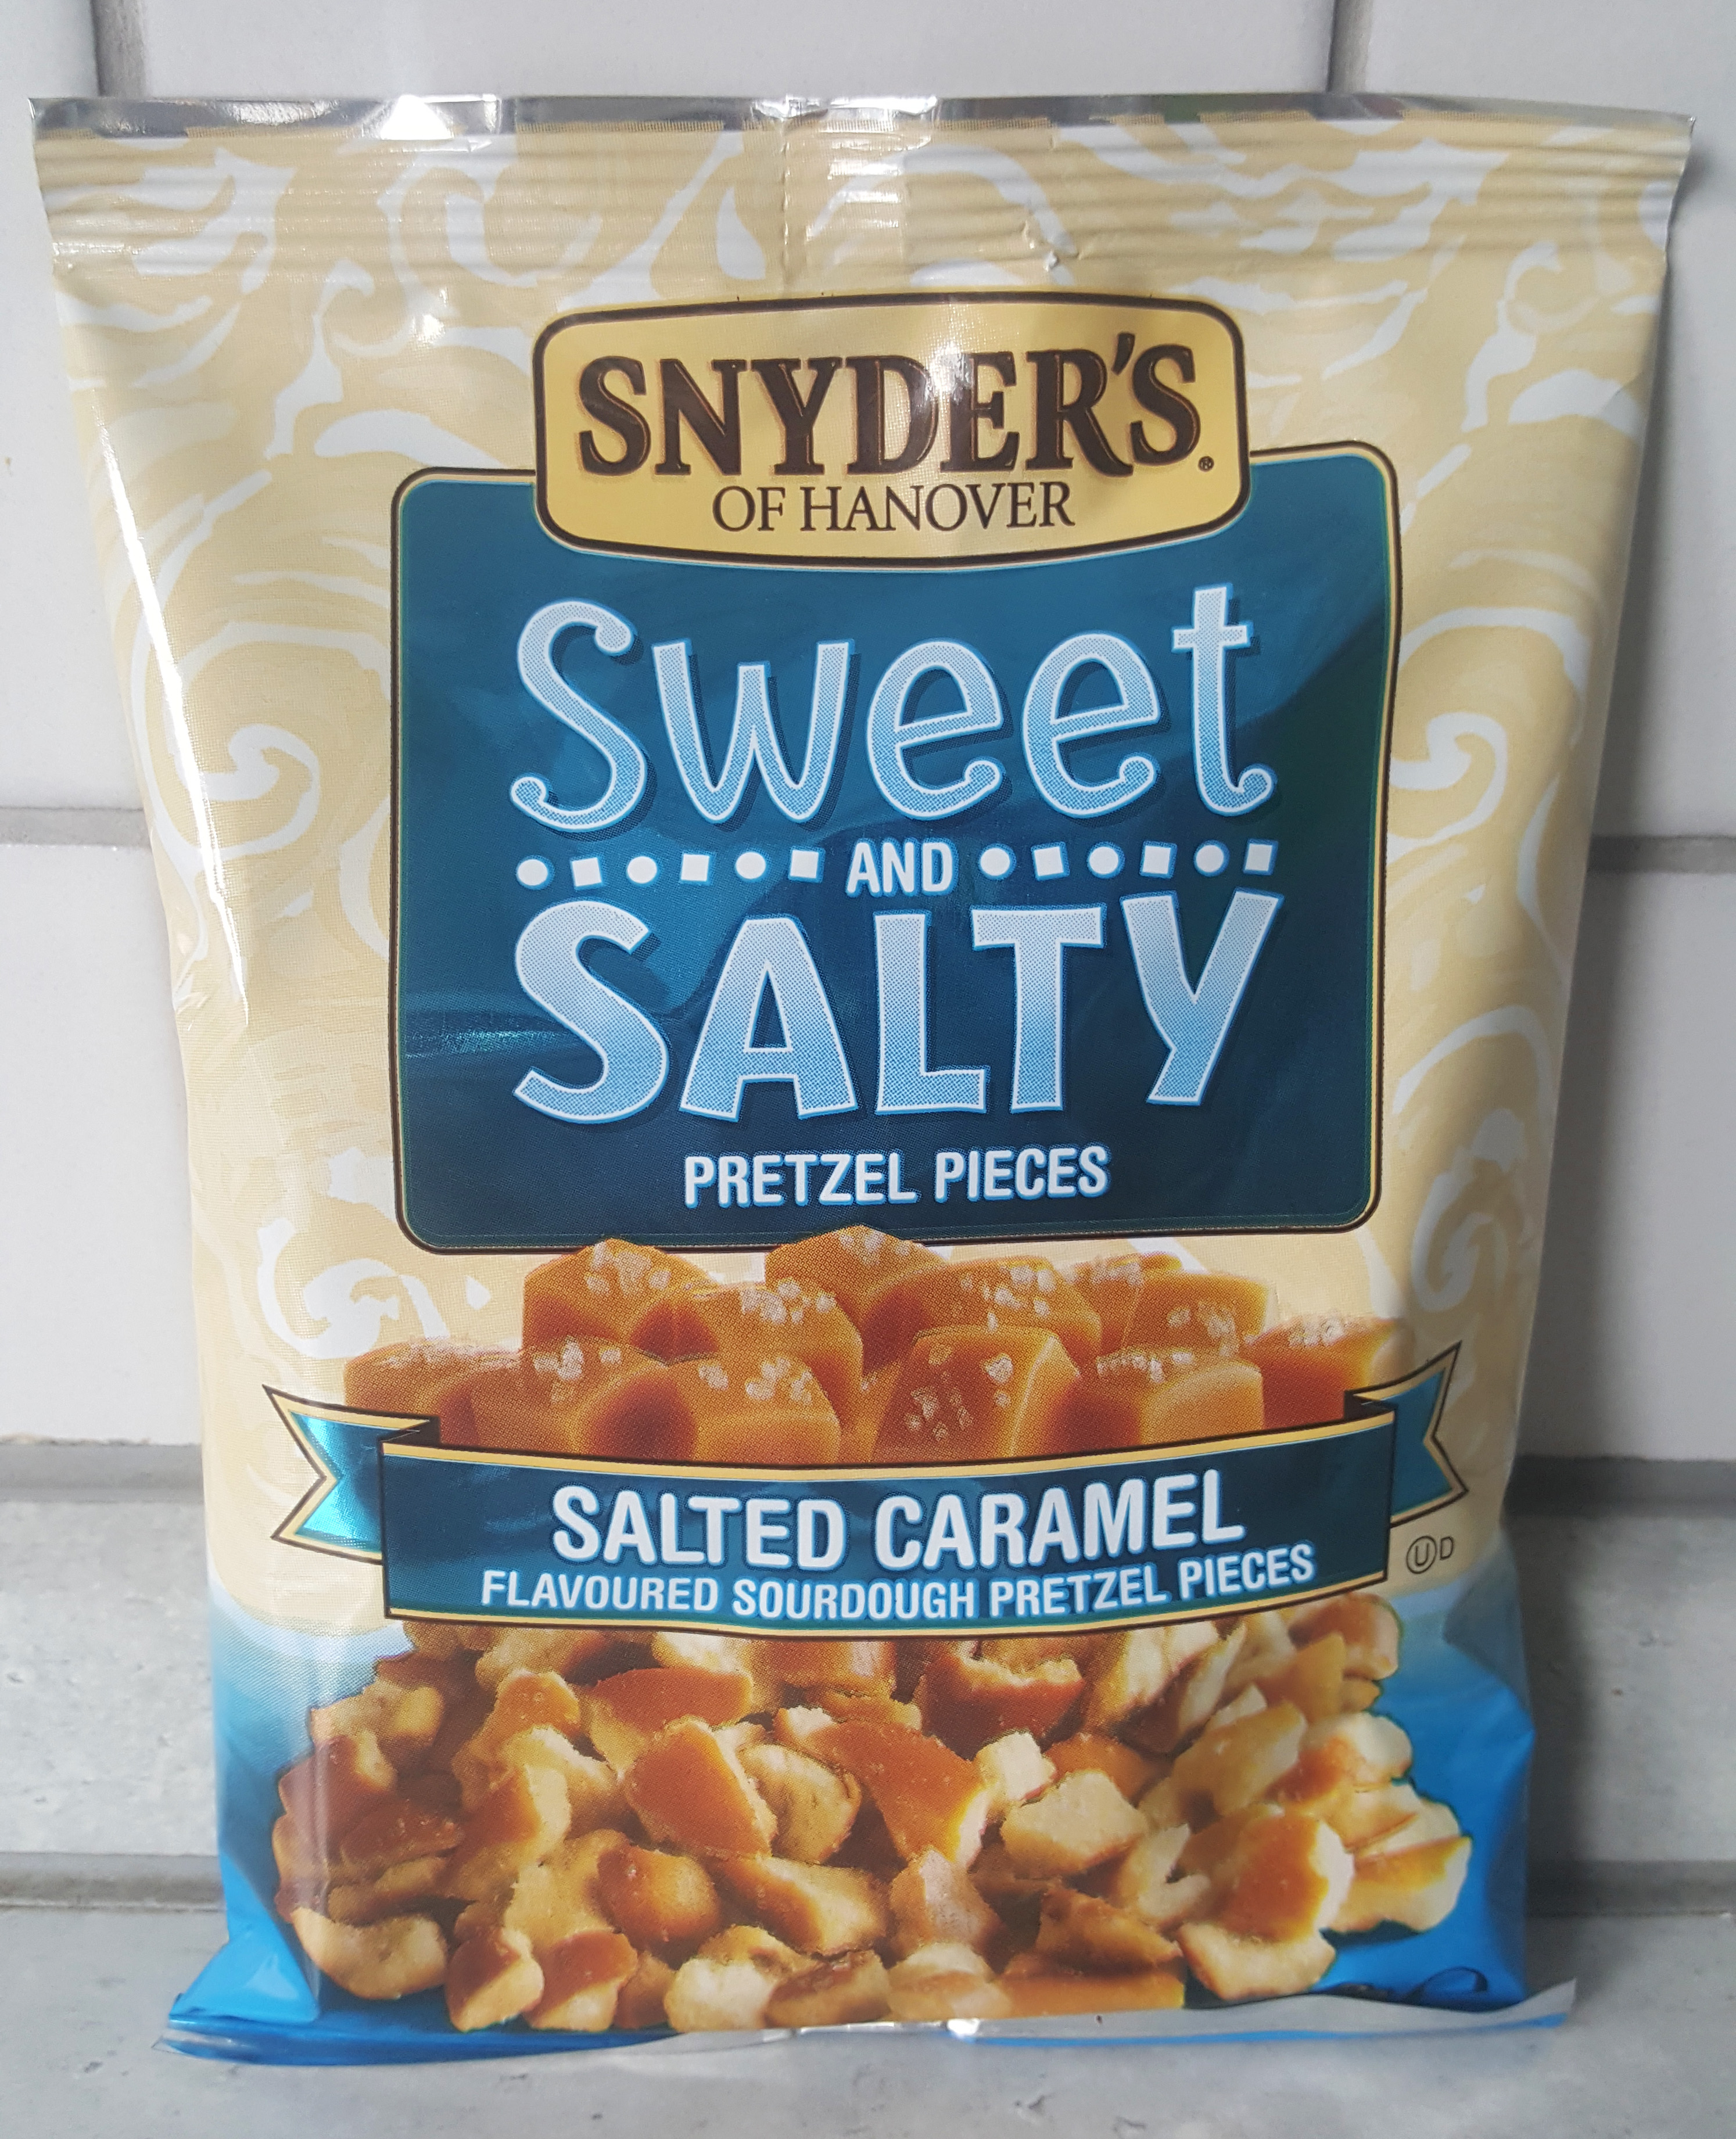 SNYDER'S®
OF HANOVER
Sweet
AND
SALTY
PRETZEL PIECES
SALTED CARAMEL
FLAVOURED SOURDOUGH PRETZEL PIECES
Ⓤ D